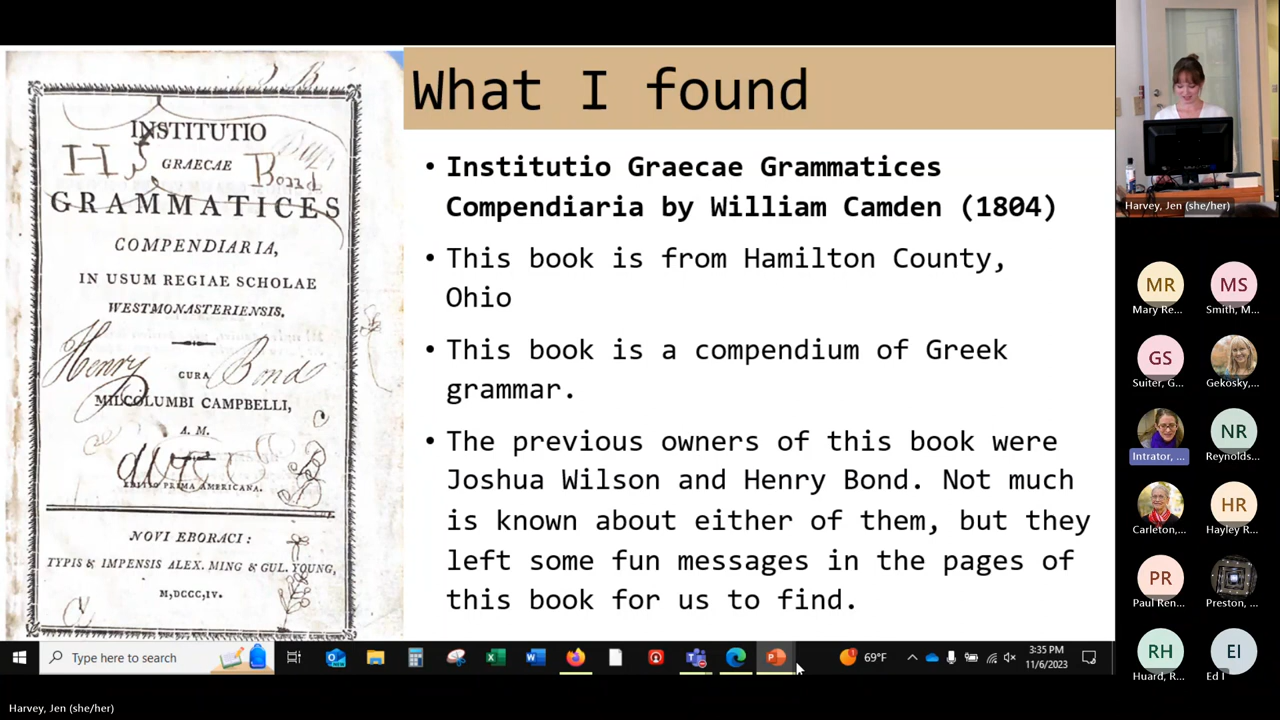 What I found
• Institutio Graecae Grammatices
Compendiaria by William Camden (1804)
• This book is from Hamilton County,
Ohio
• This book is a compendium of Greek
grammar.
• The previous owners of this book were
Joshua Wilson and Henry Bond. Not much
is known about either of them, but they
left some fun messages in the pages of
this book for us to find.
INSTITUTIO
H
GRAECAE
Bond
GRAMMATICES
COMPENDIARIA,
IN USUM REGIAE SCHOLAE
WESTMONASTERIENSIS.
Henry Bond
CURA
MILCOLUMBI CAMPBELLI,
A. M.
EDITIO PRIMA AMERICANA.
NOVI EBORACI:
TYPIS & IMPENSIS ALEX. MING & GUL. YOUNG,
M,DCCC,IV.
Harvey, Jen (she/her)
MR
Mary Re...
MS
Smith, M...
GS
Suiter, G...
Gekosky,...
Intrator, ...
NR
Reynolds...
Carleton,...
HR
Hayley R...
PR
Paul Ren...
Preston, ...
RH
Huard, R...
EI
Ed I
Type here to search
69°F
3:35 PM
11/6/2023
Harvey, Jen (she/her)